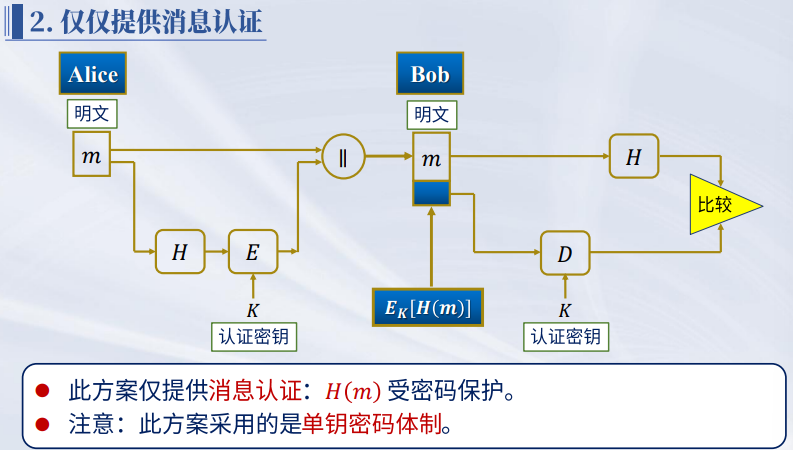 2. 仅仅提供消息认证
Alice
Bob
明文
明文
m
‖
m
H
比较
H
E
D
K
E_K[H(m)]
K
认证密钥
认证密钥
此方案仅提供消息认证：H(m) 受密码保护。
注意：此方案采用的是单钥密码体制。